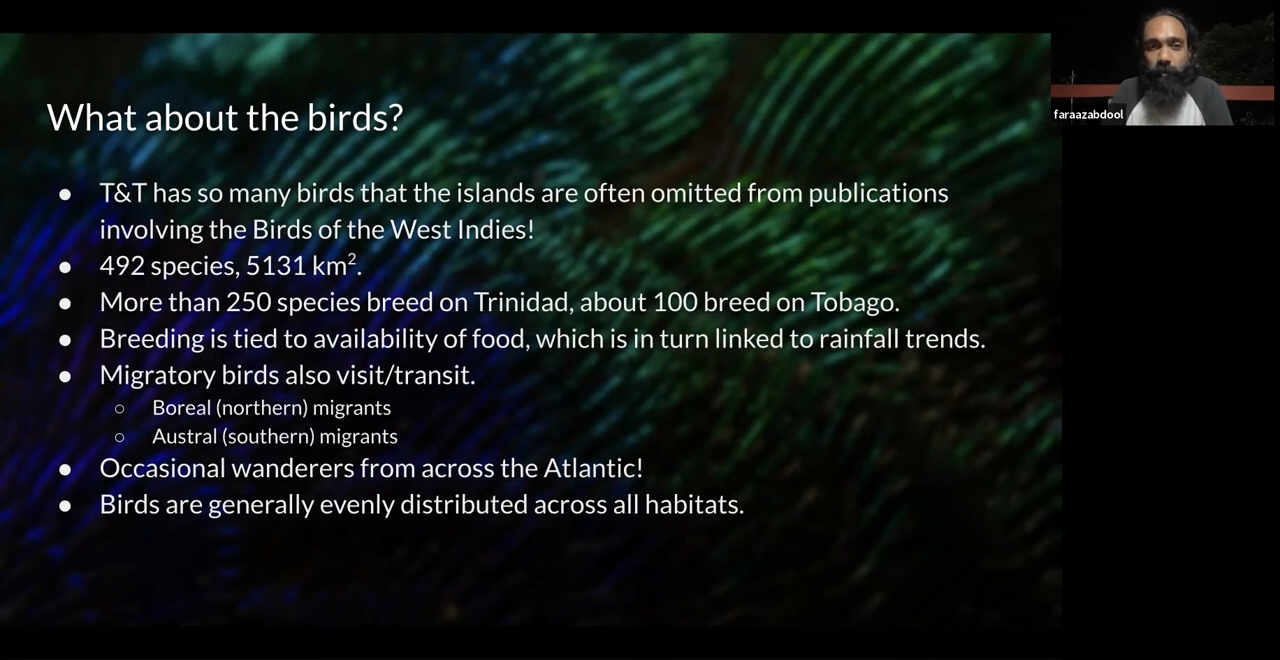 What about the birds?
● T&T has so many birds that the islands are often omitted from publications
involving the Birds of the West Indies!
● 492 species, 5131 km².
● More than 250 species breed on Trinidad, about 100 breed on Tobago.
● Breeding is tied to availability of food, which is in turn linked to rainfall trends.
● Migratory birds also visit/transit.
○ Boreal (northern) migrants
○ Austral (southern) migrants
● Occasional wanderers from across the Atlantic!
● Birds are generally evenly distributed across all habitats.
faraazabdool